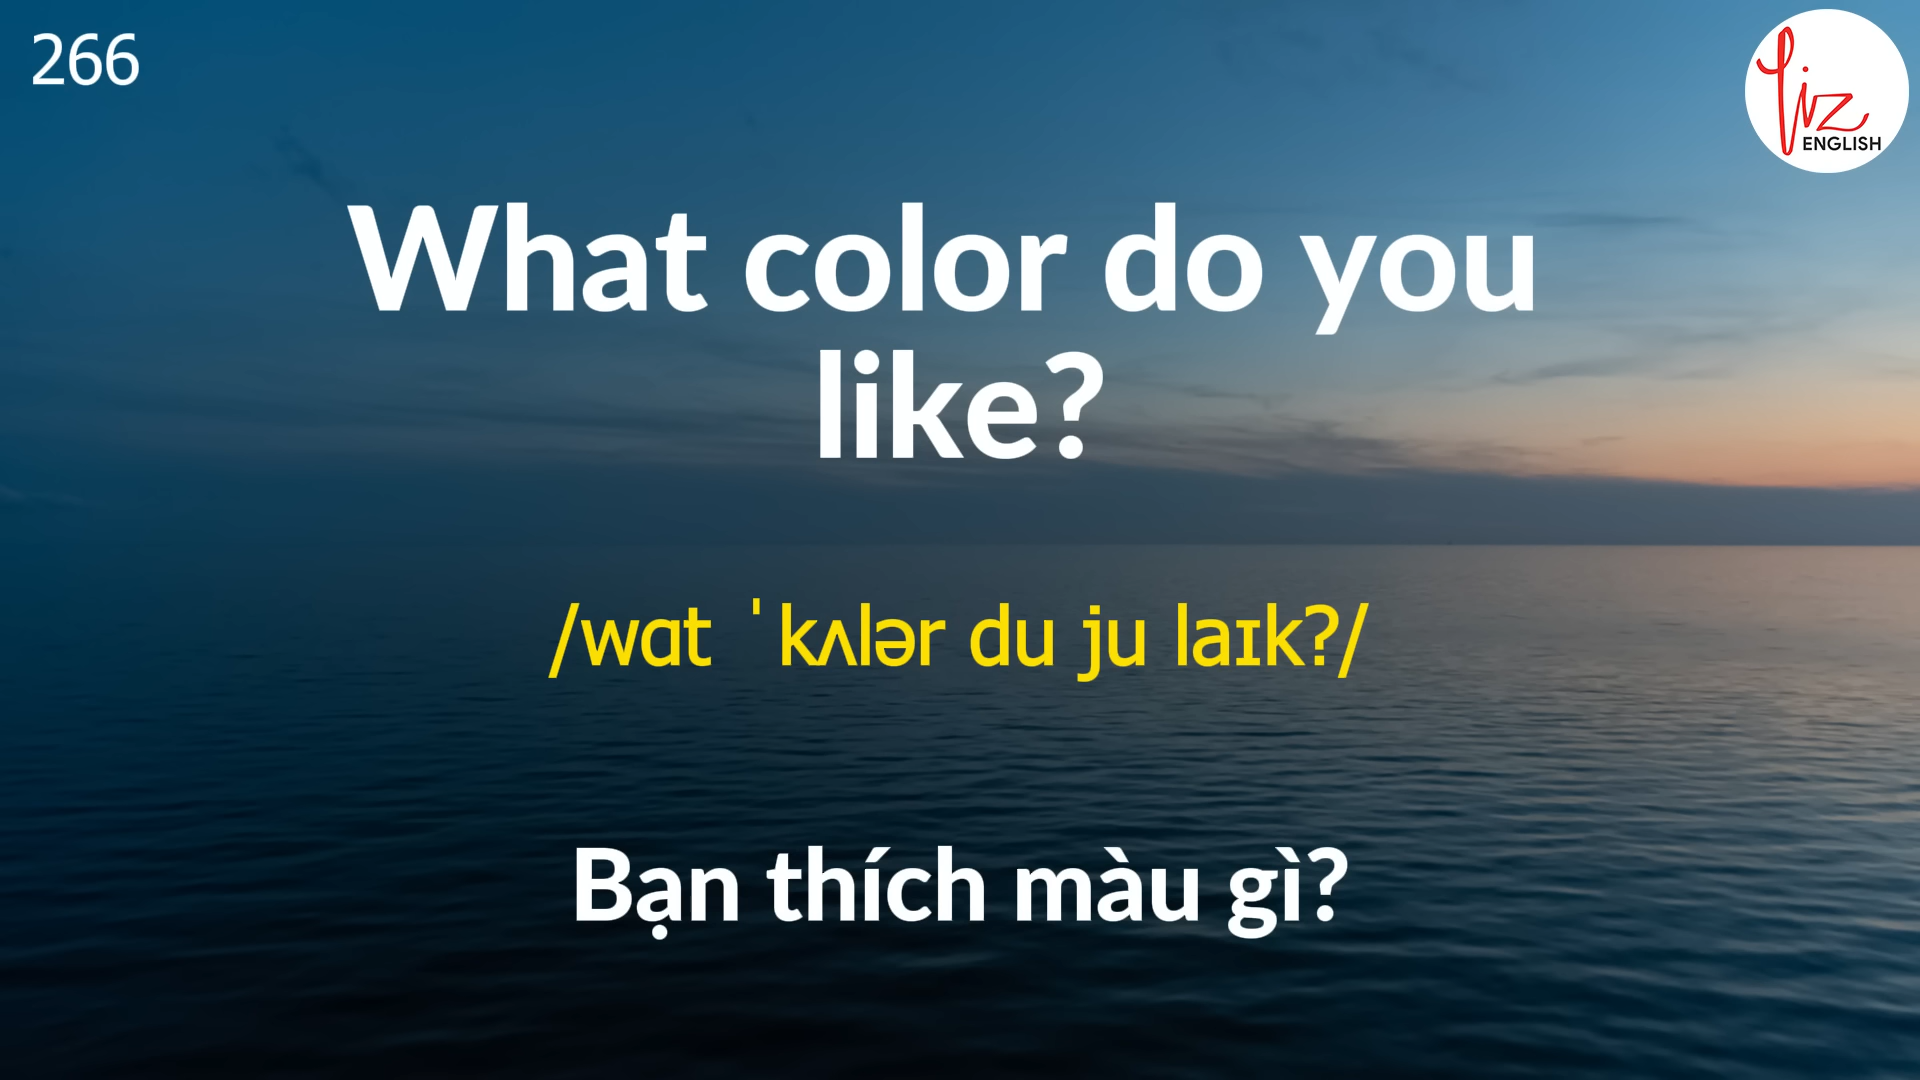 266
Liz
ENGLISH
What color do you
like?
/wɑt ˈkʌlər du ju laɪk?/
Bạn thích màu gì?